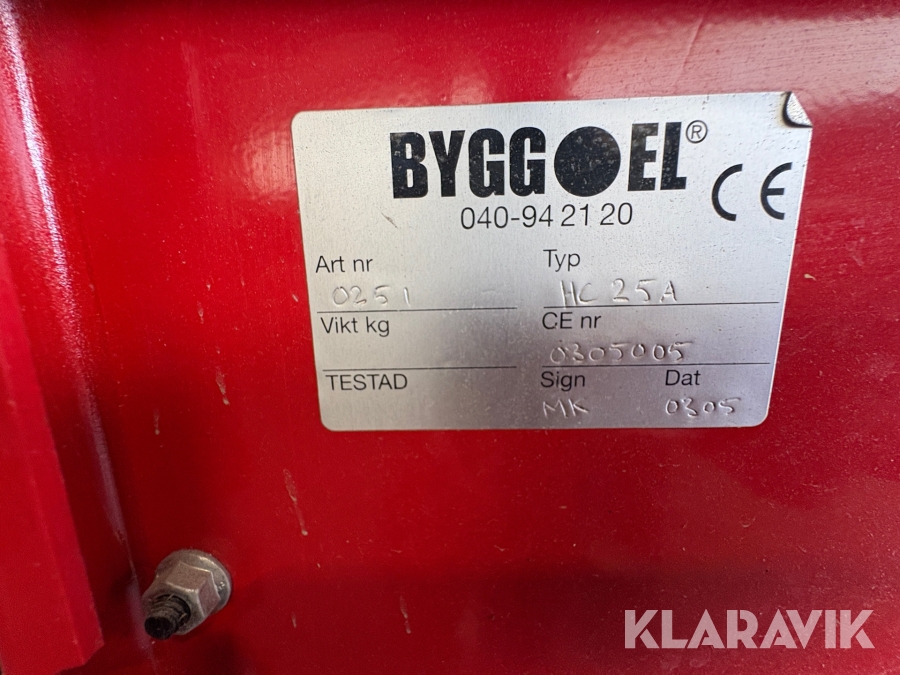 BYGG EL®
040-94 21 20
CE
Art nr Typ
0251 HC 25A
Vikt kg CE nr
0305005
TESTAD Sign Dat
MK 0305
KLARAVIK